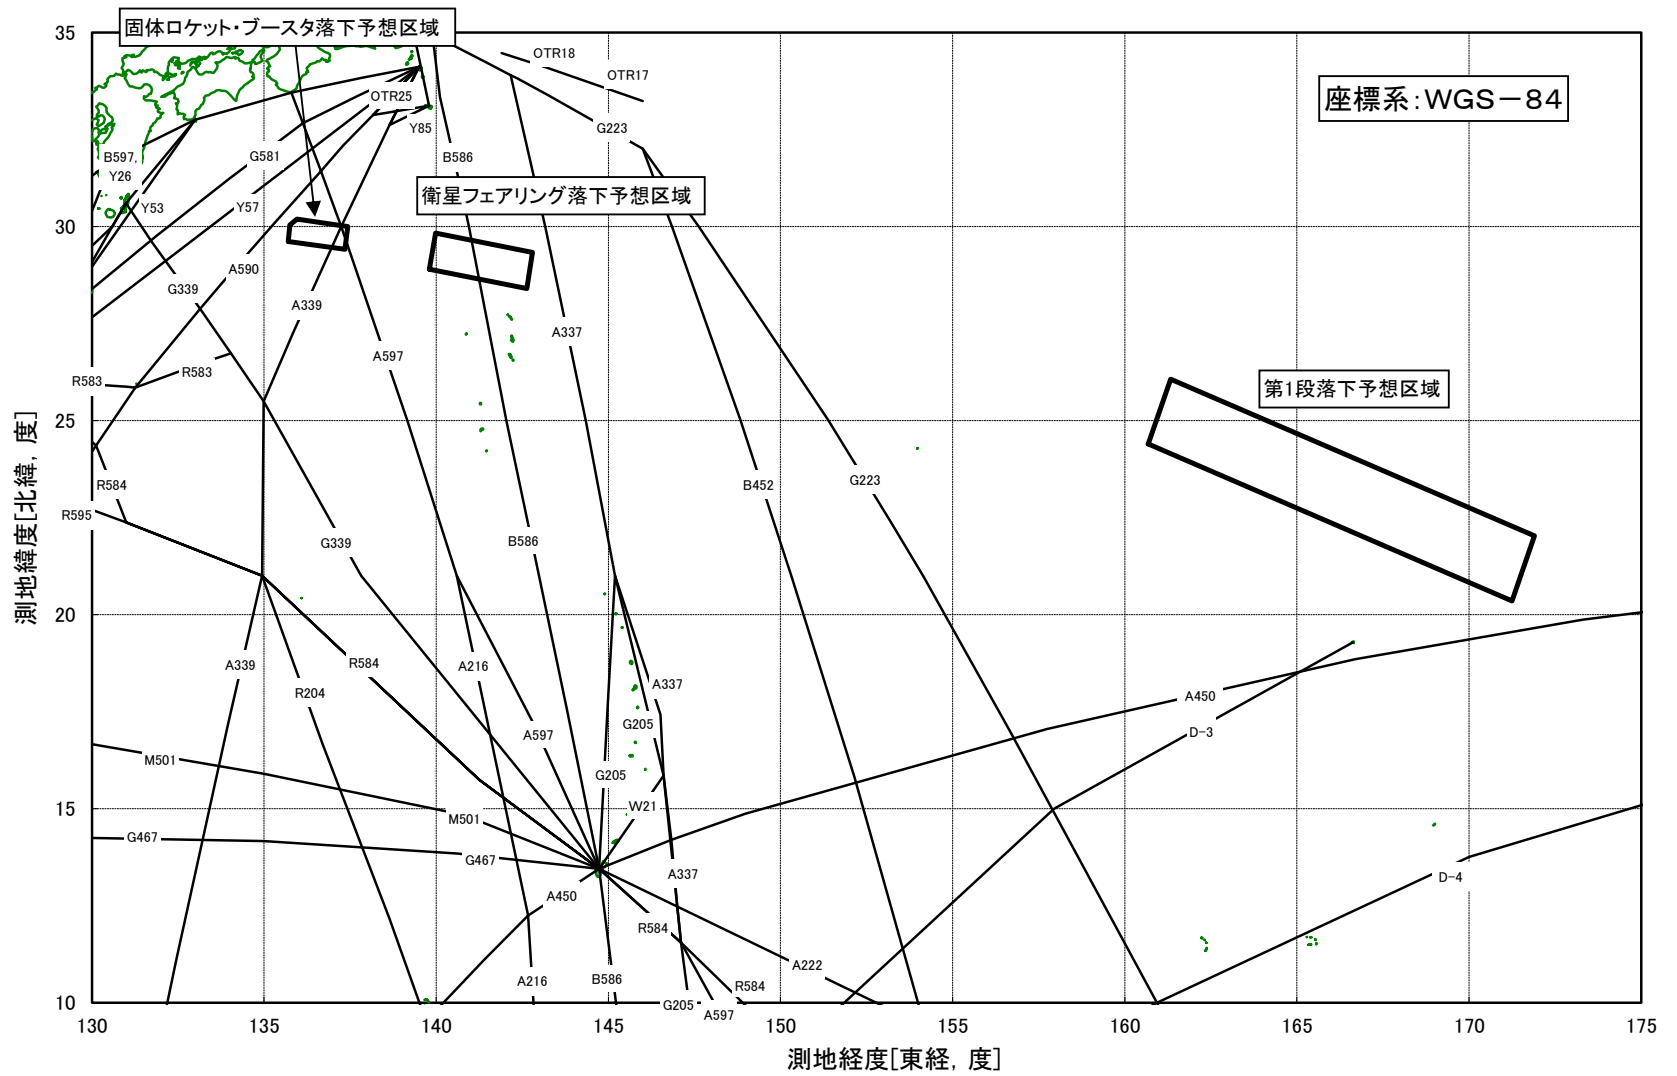 固体ロケット・ブースタ落下予想区域
座標系:WGS-84
衛星フェアリング落下予想区域
第1段落下予想区域
OTR18
OTR17
OTR25
Y85
G223
B597,
Y26
Y53
G581
Y57
B586
A590
G339
A339
A337
A597
R583
R583
R584
R595
B452
G223
G339
B586
A339
R584
R204
A216
A337
G205
A597
A450
D-3
M501
G205
W21
M501
G467
G467
A337
D-4
A450
R584
A222
A216
B586
R584
G205
A597
35
30
25
20
15
10
130
135
140
145
150
155
160
165
170
175
測地緯度[北緯, 度]
測地経度[東経, 度]